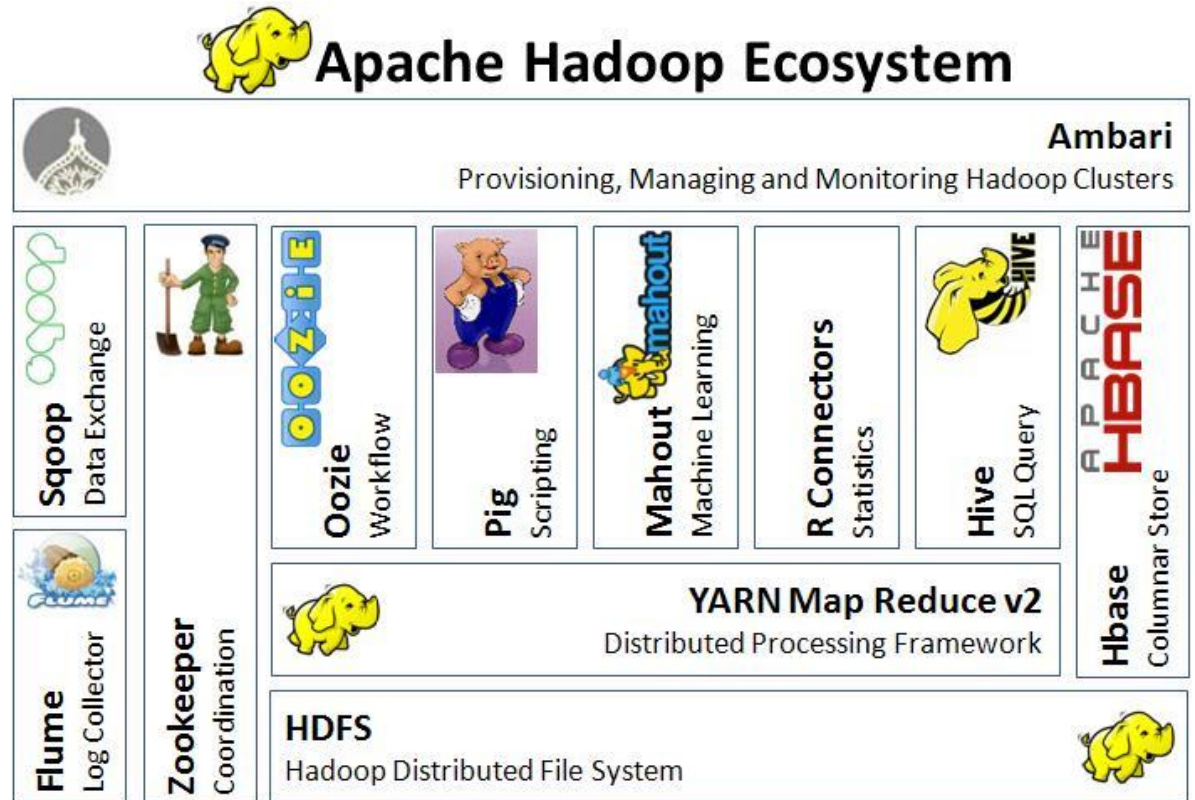 Apache Hadoop Ecosystem
Ambari
Provisioning, Managing and Monitoring Hadoop Clusters
sqoop
Sqoop
Data Exchange
FLUME
Flume
Log Collector
Zookeeper
Coordination
OOZIE
Oozie
Workflow
Pig
Scripting
mahout
Mahout
Machine Learning
R Connectors
Statistics
HIVE
Hive
SQL Query
APACHE
HBASE
Hbase
Columnar Store
YARN Map Reduce v2
Distributed Processing Framework
HDFS
Hadoop Distributed File System